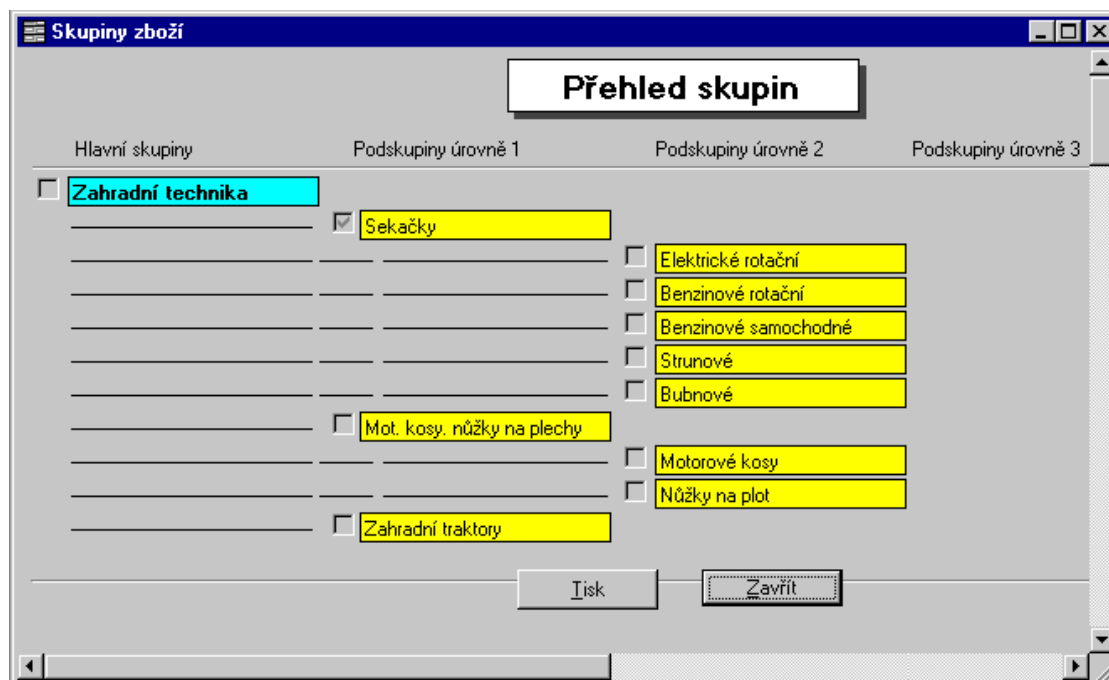 Skupiny zboží
Přehled skupin
Hlavní skupiny Podskupiny úrovně 1 Podskupiny úrovně 2 Podskupiny úrovně 3
Zahradní technika
Sekačky
Elektrické rotační
Benzinové rotační
Benzinové samochodné
Strunové
Bubnové
Mot. kosy. nůžky na plechy
Motorové kosy
Nůžky na plot
Zahradní traktory
Tisk Zavřít